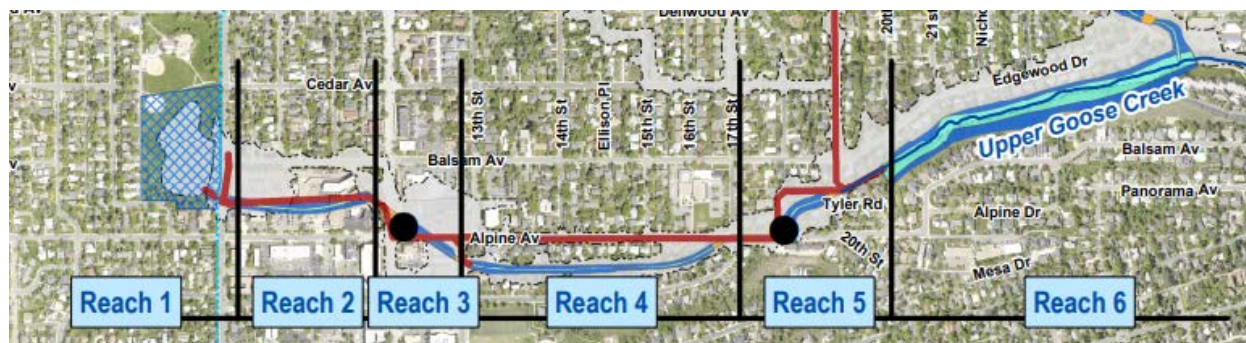 Dellwood Av
20th
21st
Nicho
Edgewood Dr
Cedar Av
13th St
14th St
Ellison Pl
15th St
16th St
17th St
Upper Goose Creek
Balsam Av
Balsam Av
Panorama Av
Tyler Rd
Alpine Dr
Alpine Av
20th St
Mesa Dr
Reach 1
Reach 2
Reach 3
Reach 4
Reach 5
Reach 6